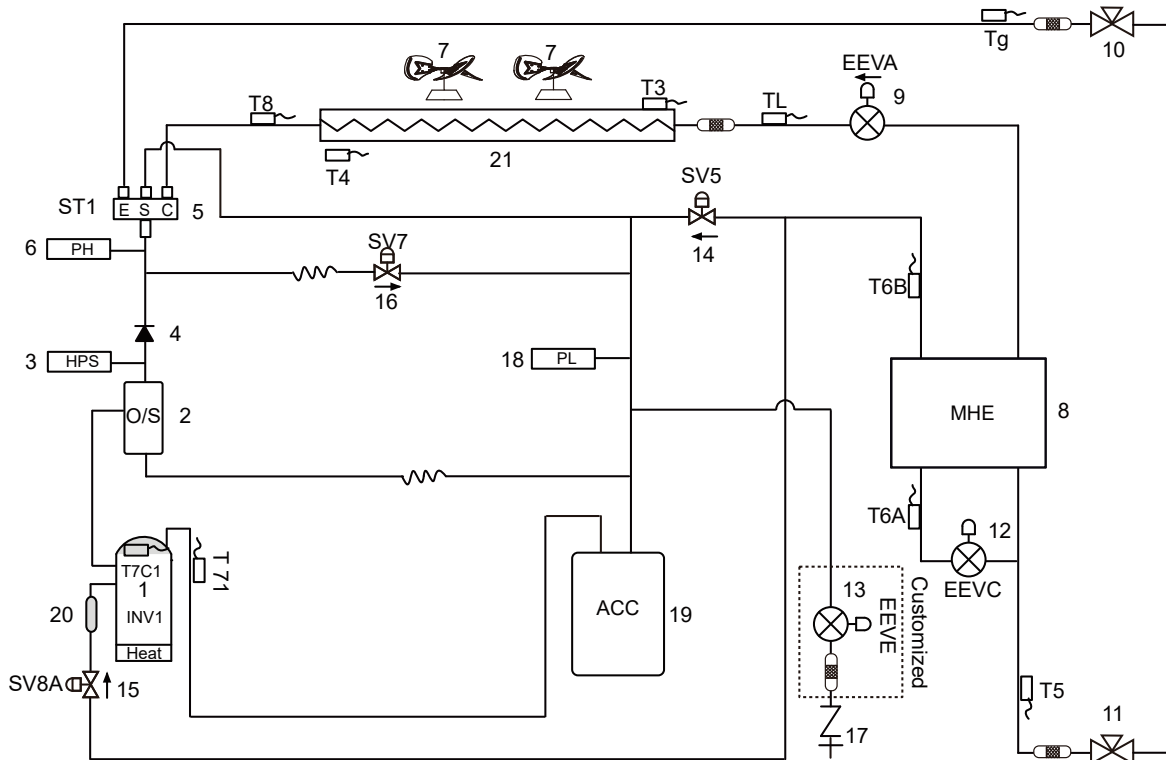 7
7
Tg
10
EEVA
9
T8
T3
TL
T4
21
ST1
E S C
5
SV5
14
6
PH
SV7
16
T6B
4
3
HPS
18
PL
O/S
2
MHE
8
T6A
12
EEVC
T7C1
1
INV1
Heat
T 71
20
ACC
19
13
EEVE
Customized
SV8A
15
T5
17
11